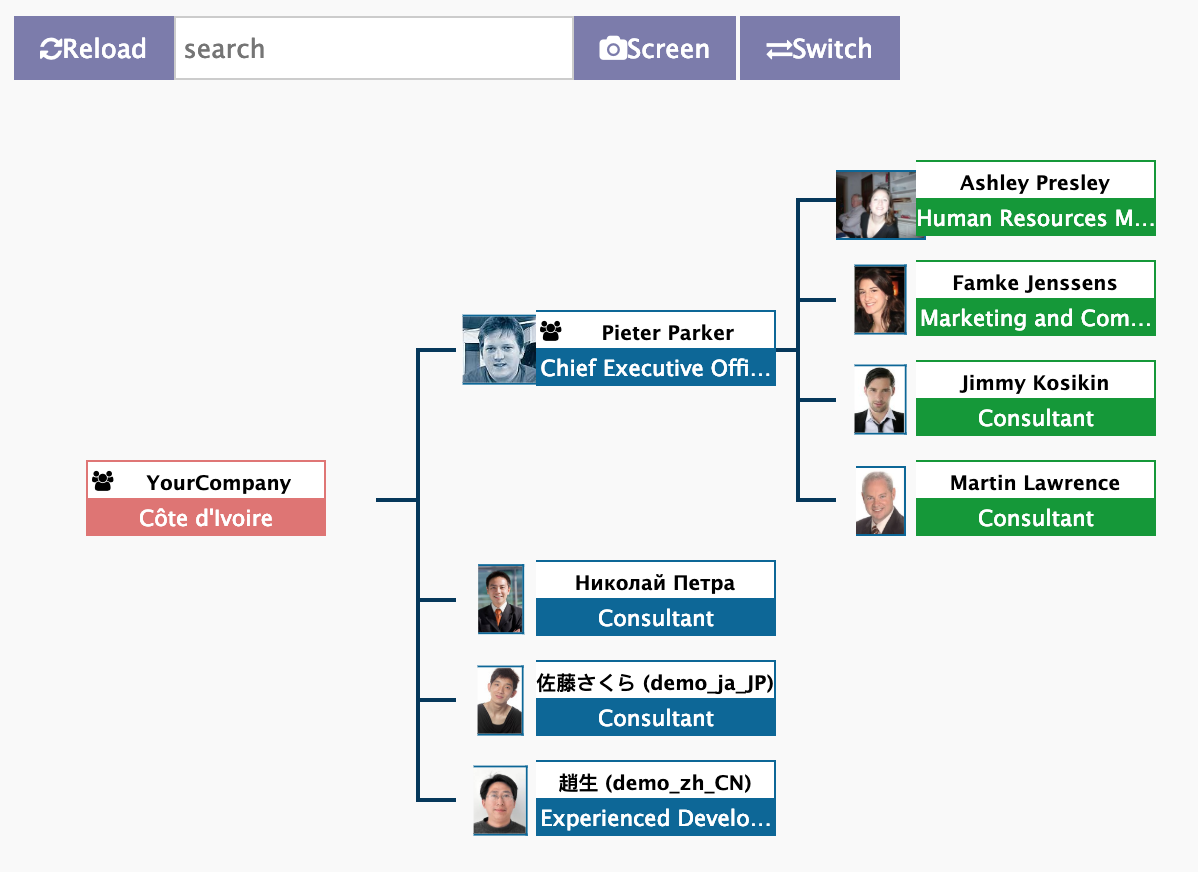 Reload
search
Screen
Switch
Ashley Presley
Human Resources M...
Famke Jenssens
Marketing and Com...
Pieter Parker
Chief Executive Offi...
Jimmy Kosikin
Consultant
YourCompany
Côte d'Ivoire
Martin Lawrence
Consultant
Николай Петра
Consultant
佐藤さくら (demo_ja_JP)
Consultant
趙生 (demo_zh_CN)
Experienced Develo...